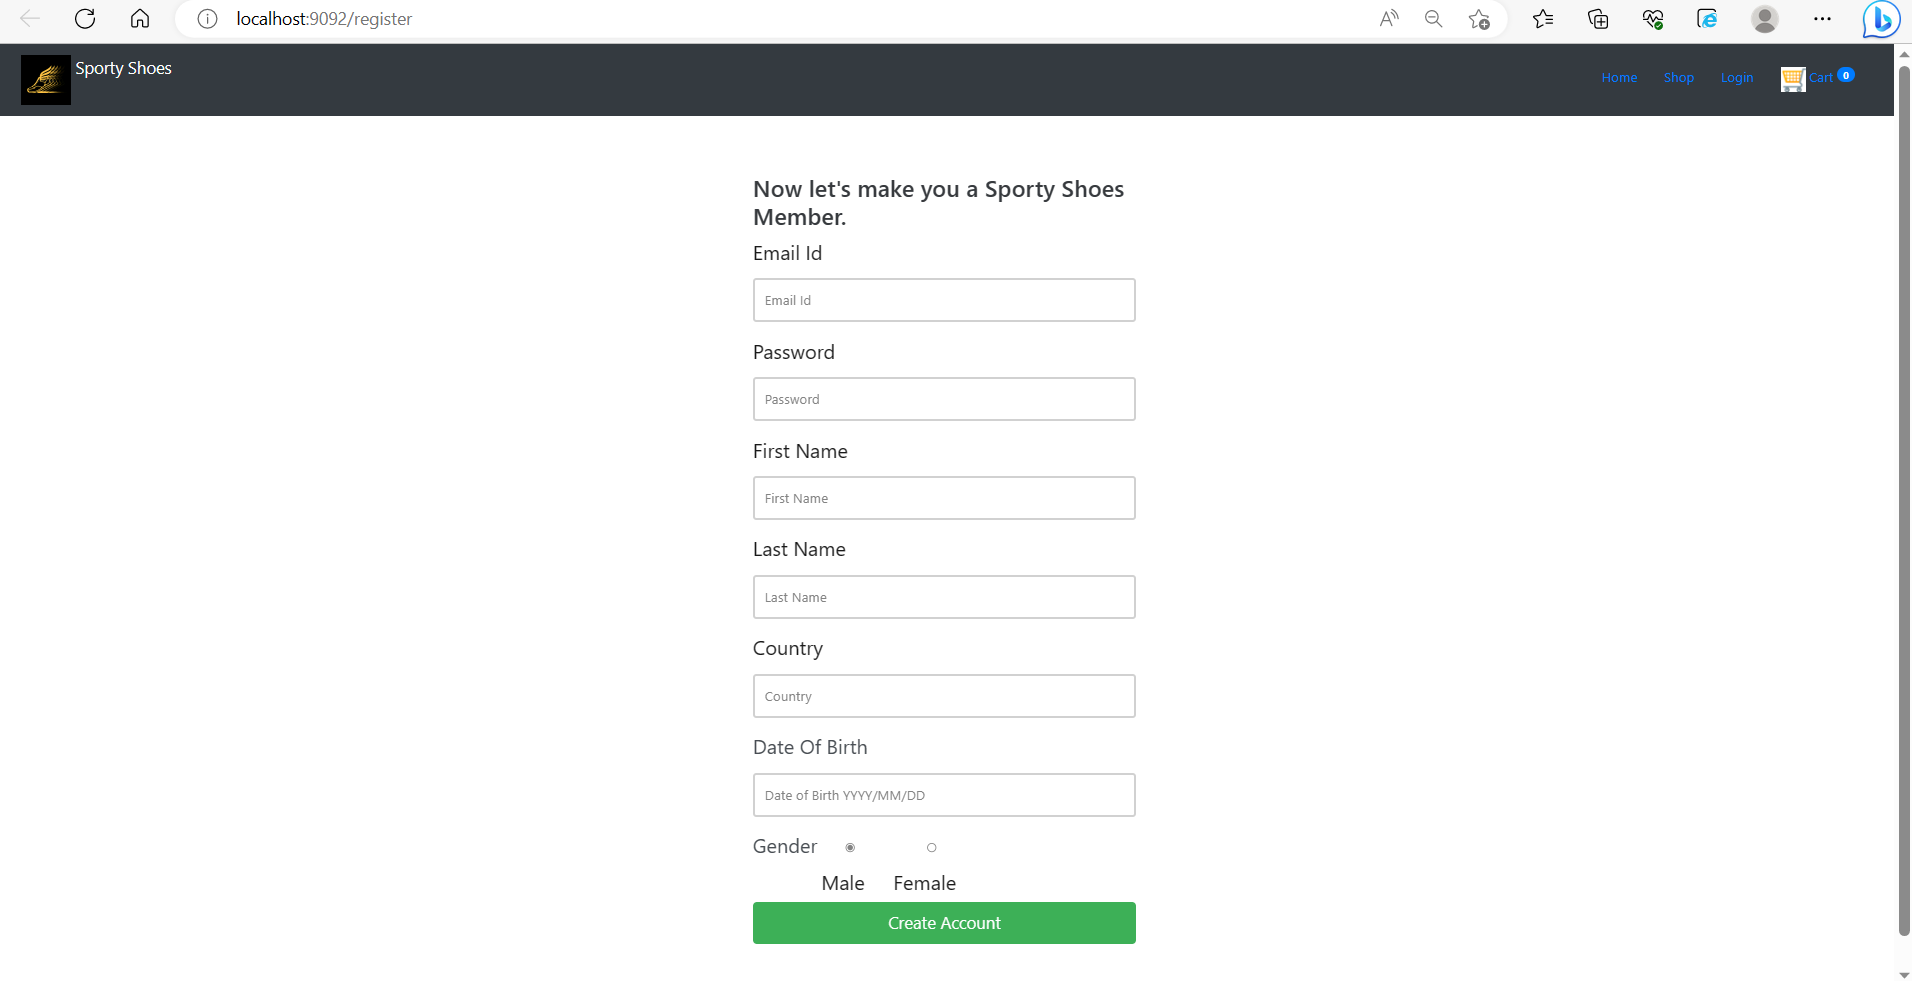 localhost:9092/register
Sporty Shoes
Home Shop Login Cart 0
Now let's make you a Sporty Shoes
Member.
Email Id
Email Id
Password
Password
First Name
First Name
Last Name
Last Name
Country
Country
Date Of Birth
Date of Birth YYYY/MM/DD
Gender
Male Female
Create Account